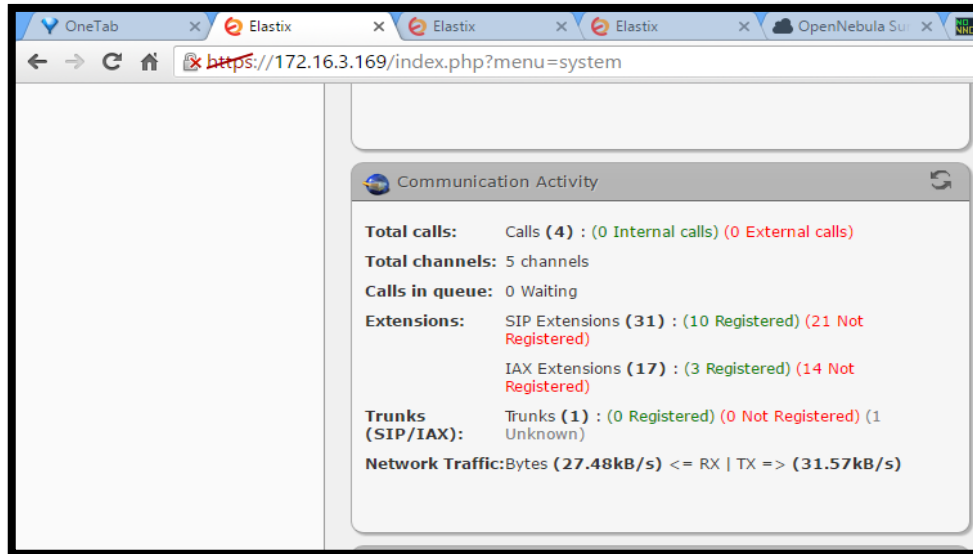 OneTab
Elastix
Elastix
Elastix
OpenNebula Su
https://172.16.3.169/index.php?menu=system
Communication Activity
Total calls: Calls (4) : (0 Internal calls) (0 External calls)
Total channels: 5 channels
Calls in queue: 0 Waiting
Extensions: SIP Extensions (31) : (10 Registered) (21 Not
Registered)
IAX Extensions (17) : (3 Registered) (14 Not
Registered)
Trunks Trunks (1) : (0 Registered) (0 Not Registered) (1
(SIP/IAX): Unknown)
Network Traffic:Bytes (27.48kB/s) <= RX | TX => (31.57kB/s)